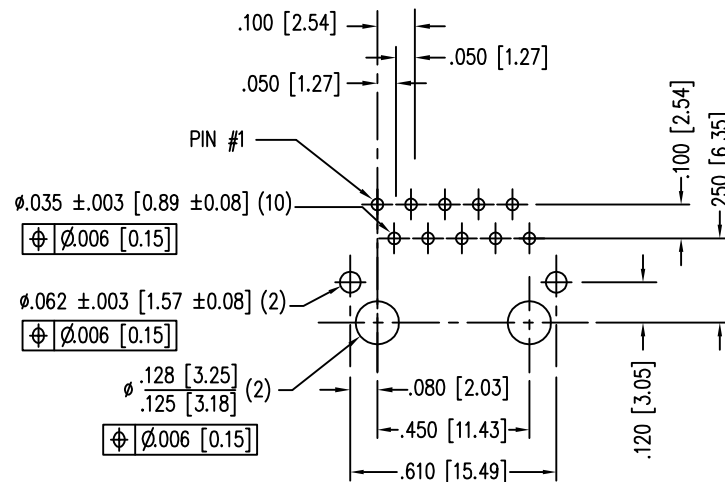 .100 [2.54]
.050 [1.27]
.050 [1.27]
PIN #1
.100 [2.54]
.250 [6.35]
ø.035 ±.003 [0.89 ±0.08] (10)
⌖ Ø.006 [0.15]
ø.062 ±.003 [1.57 ±0.08] (2)
⌖ Ø.006 [0.15]
ø .128 [3.25]
.125 [3.18] (2)
⌖ Ø.006 [0.15]
.080 [2.03]
.450 [11.43]
.610 [15.49]
.120 [3.05]